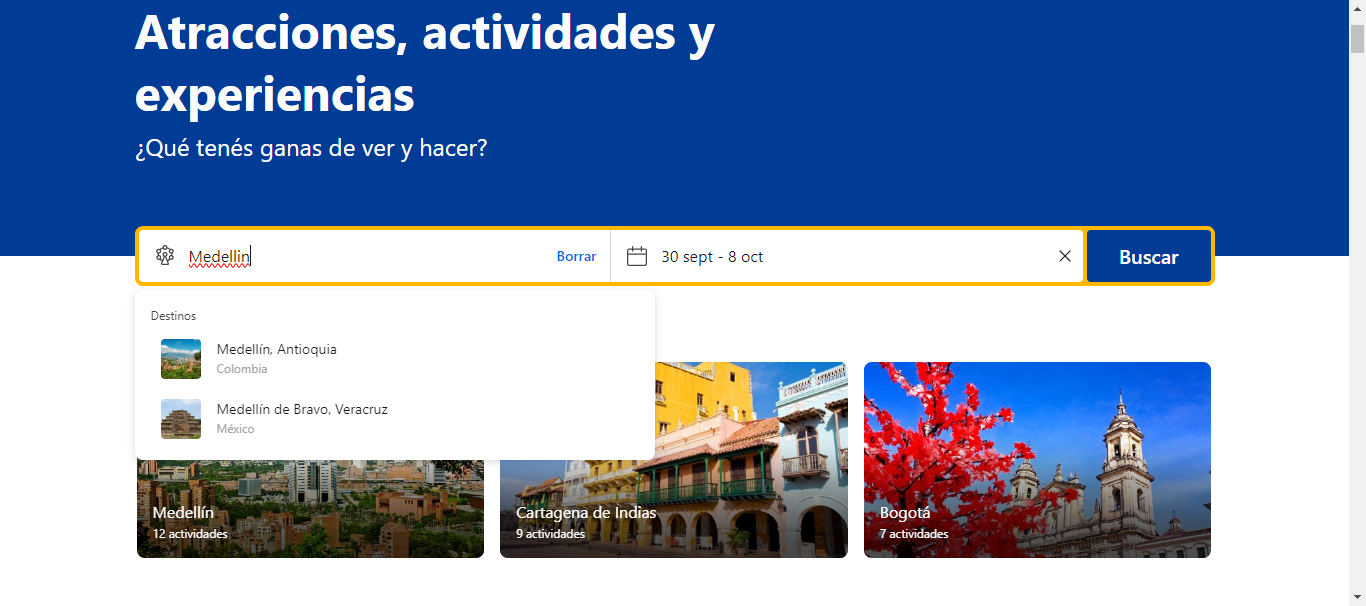 Atracciones, actividades y
experiencias
¿Qué tenés ganas de ver y hacer?
Medellin
Borrar
30 sept - 8 oct
Buscar
Destinos
Medellín, Antioquia
Colombia
Medellín de Bravo, Veracruz
México
Medellín
12 actividades
Cartagena de Indias
9 actividades
Bogotá
7 actividades